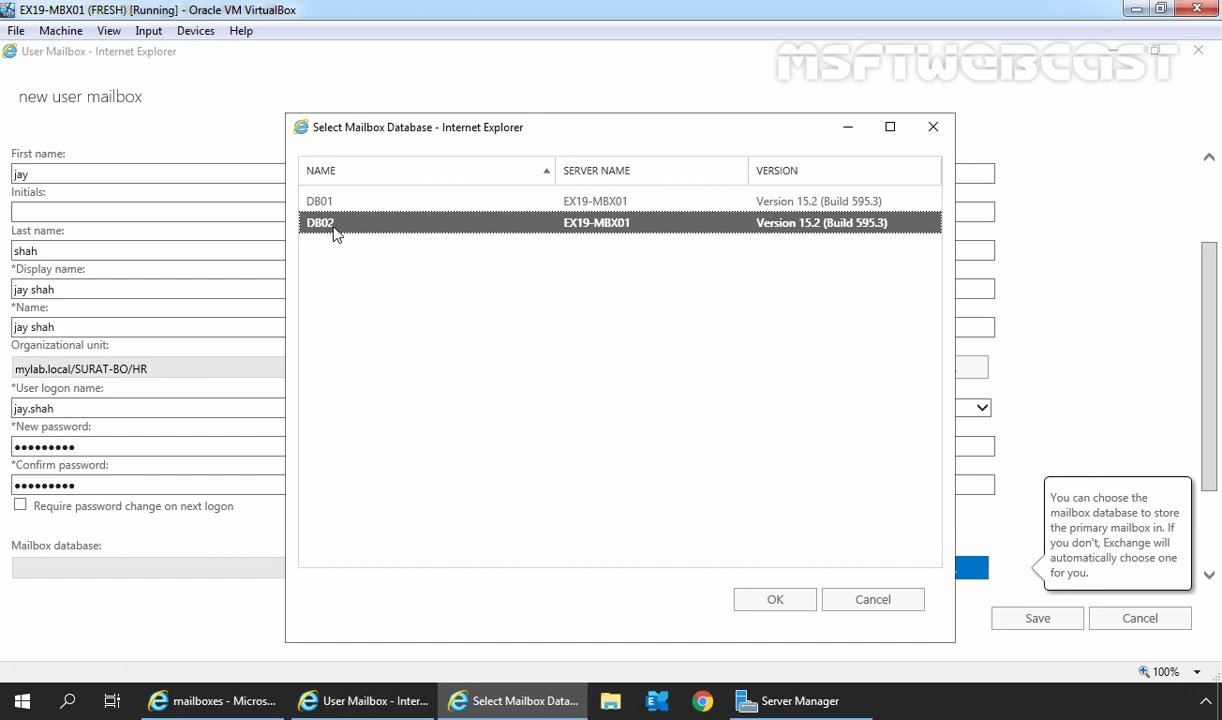 EX19-MBX01 (FRESH) [Running] - Oracle VM VirtualBox
File Machine View Input Devices Help
User Mailbox - Internet Explorer
MSFTWEBCAST
new user mailbox
Select Mailbox Database - Internet Explorer
First name:
jay
Initials:
Last name:
shah
*Display name:
jay shah
*Name:
jay shah
Organizational unit:
mylab.local/SURAT-BO/HR
*User logon name:
jay.shah
*New password:
•••••••••
*Confirm password:
•••••••••
Require password change on next logon
Mailbox database:
NAME SERVER NAME VERSION
DB01 EX19-MBX01 Version 15.2 (Build 595.3)
DB02 EX19-MBX01 Version 15.2 (Build 595.3)
OK Cancel
You can choose the
mailbox database to store
the primary mailbox in. If
you don't, Exchange will
automatically choose one
for you.
Save Cancel
100%
mailboxes - Micros... User Mailbox - Inter... Select Mailbox Data... Server Manager